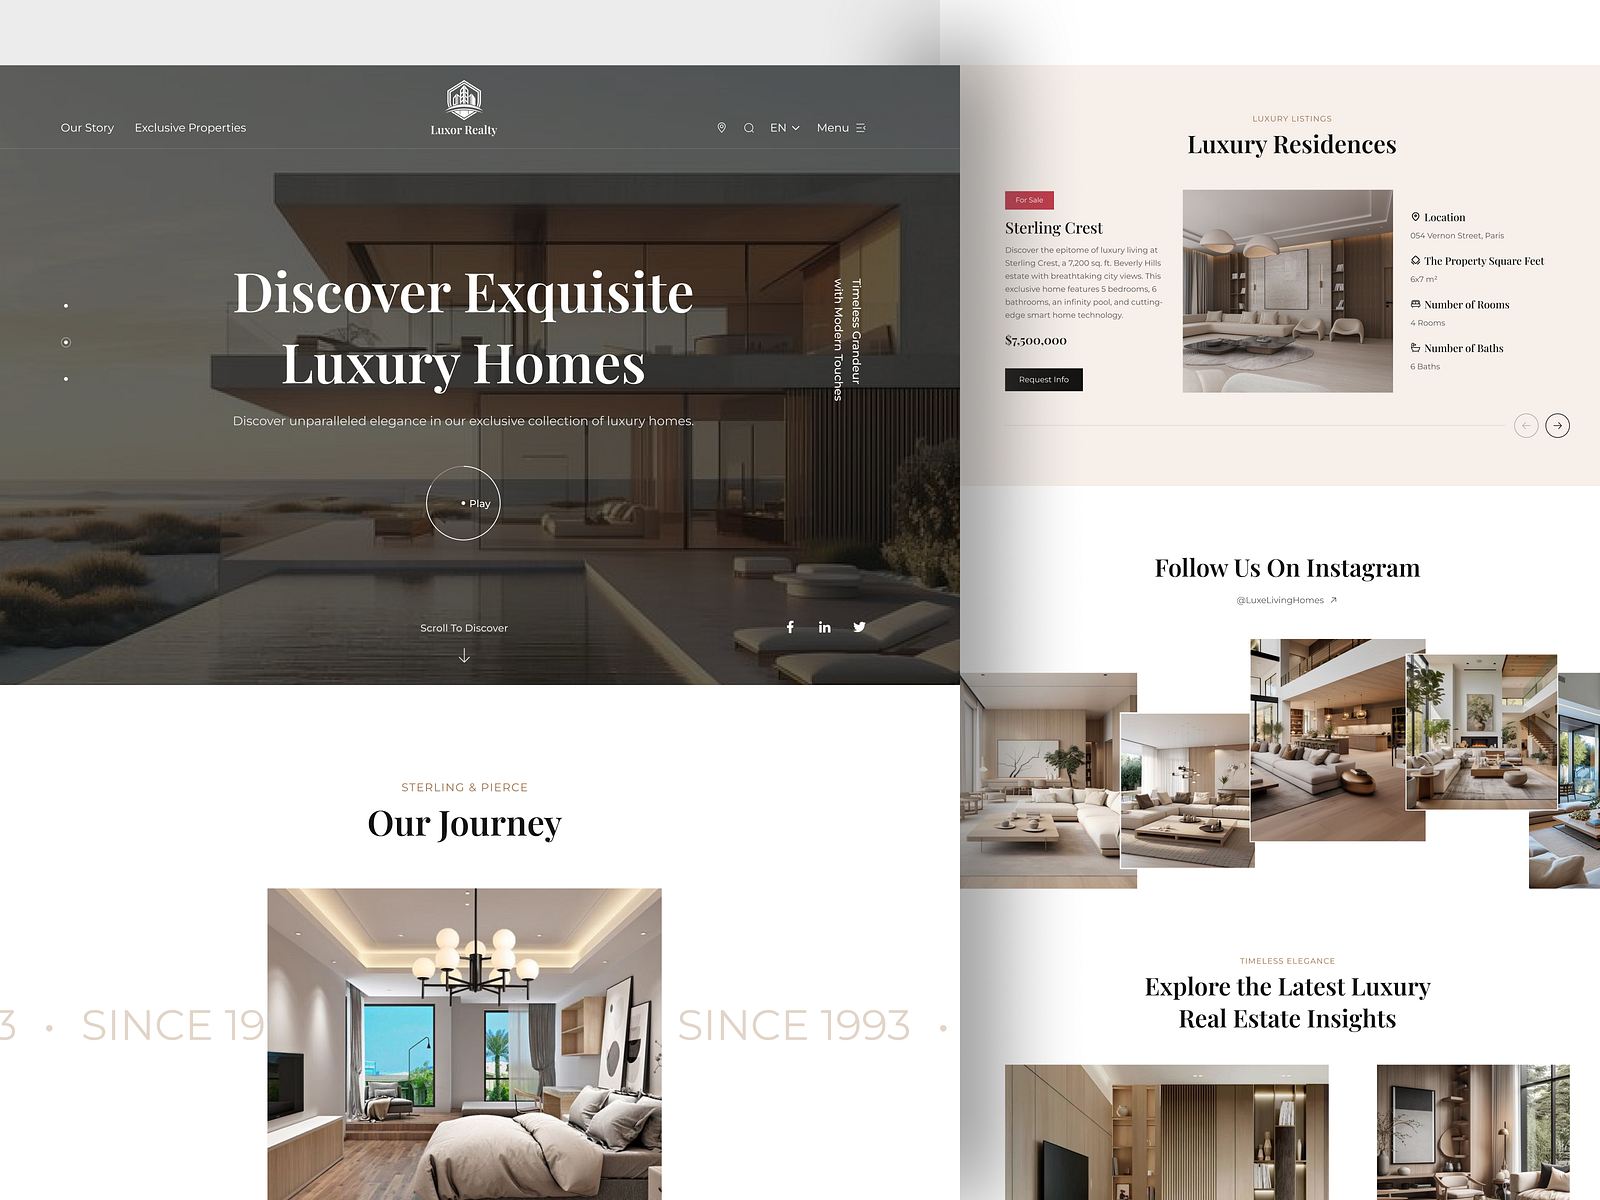 Our Story
Exclusive Properties
Luxor Realty
EN
Menu
Discover Exquisite
Luxury Homes
Discover unparalleled elegance in our exclusive collection of luxury homes.
Timeless Grandeur
with Modern Touches
Play
Scroll To Discover
STERLING & PIERCE
Our Journey
3 • SINCE 19
SINCE 1993 •
LUXURY LISTINGS
Luxury Residences
For Sale
Sterling Crest
Discover the epitome of luxury living at
Sterling Crest, a 7,200 sq. ft. Beverly Hills
estate with breathtaking city views. This
exclusive home features 5 bedrooms, 6
bathrooms, an infinity pool, and cutting-
edge smart home technology.
$7,500,000
Request Info
Location
054 Vernon Street, Paris
The Property Square Feet
6x7 m²
Number of Rooms
4 Rooms
Number of Baths
6 Baths
Follow Us On Instagram
@LuxeLivingHomes
TIMELESS ELEGANCE
Explore the Latest Luxury
Real Estate Insights